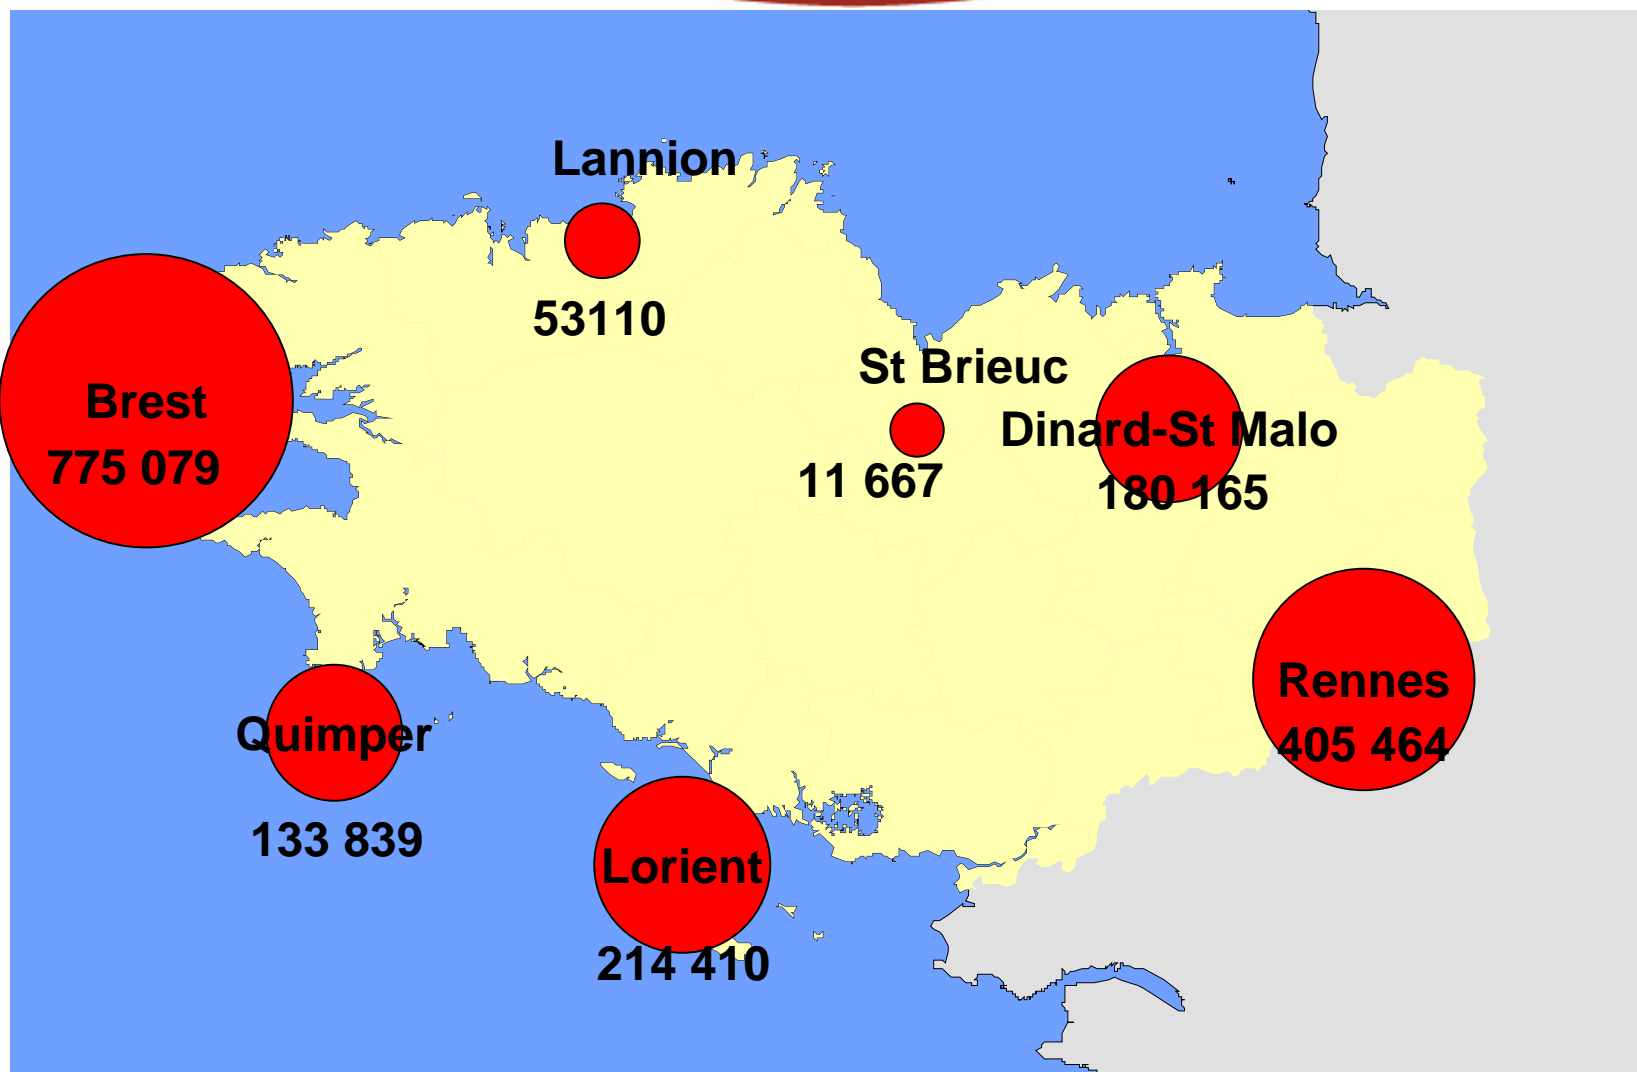 Lannion
53110
St Brieuc
11 667
Dinard-St Malo
180 165
Brest
775 079
Rennes
405 464
Quimper
133 839
Lorient
214 410